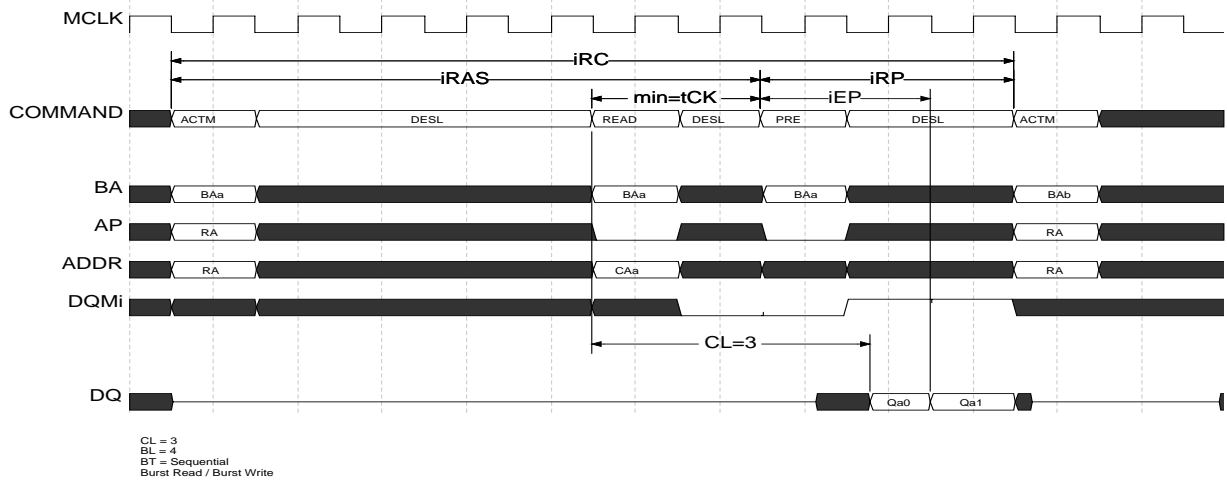 MCLK
iRC
iRAS iRP
min=tCK iEP
COMMAND ACTM DESL READ DESL PRE DESL ACTM
BA BAa BAa BAa BAb
AP RA RA
ADDR RA CAa RA
DQMi
CL=3
DQ Qa0 Qa1
CL = 3
BL = 4
BT = Sequential
Burst Read / Burst Write